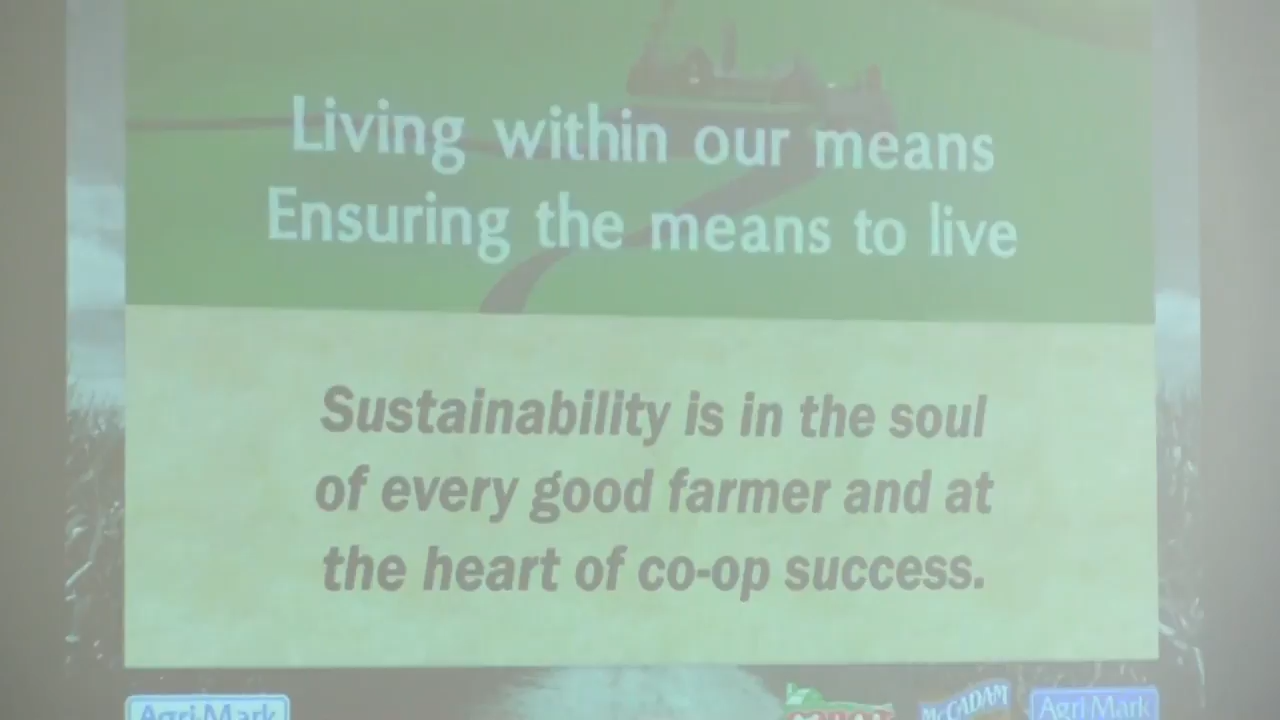 Living within our means
Ensuring the means to live
Sustainability is in the soul
of every good farmer and at
the heart of co-op success.
Agri Mark
McCADAM
Agri Mark